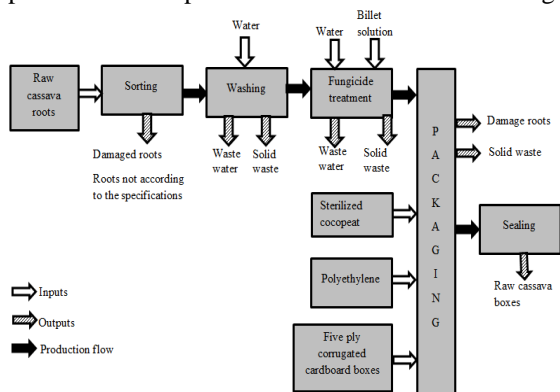 Water
Water
Billet
solution
Raw
cassava
roots
Sorting
Washing
Fungicide
treatment
Damaged roots
Roots not according
to the specifications
Waste
water
Solid
waste
Waste
water
Solid
waste
P
A
C
K
A
G
I
N
G
Damage roots
Solid waste
Sterilized
cocopeat
Sealing
Polyethylene
Raw cassava
boxes
Five ply
corrugated
cardboard boxes
Inputs
Outputs
Production flow